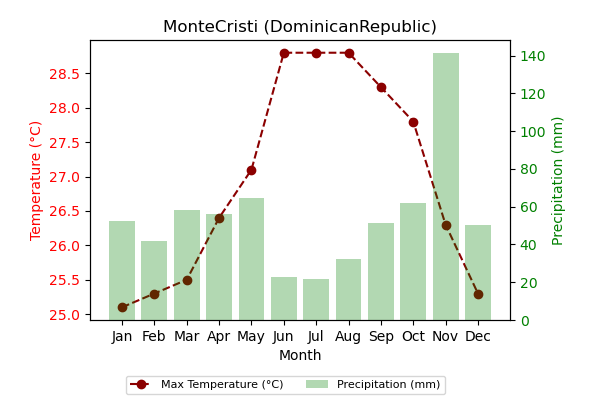 MonteCristi (DominicanRepublic)
Temperature (°C)
28.5
28.0
27.5
27.0
26.5
26.0
25.5
25.0
140
120
100
80
60
40
20
0
Precipitation (mm)
Jan Feb Mar Apr May Jun Jul Aug Sep Oct Nov Dec
Month
Max Temperature (°C) Precipitation (mm)